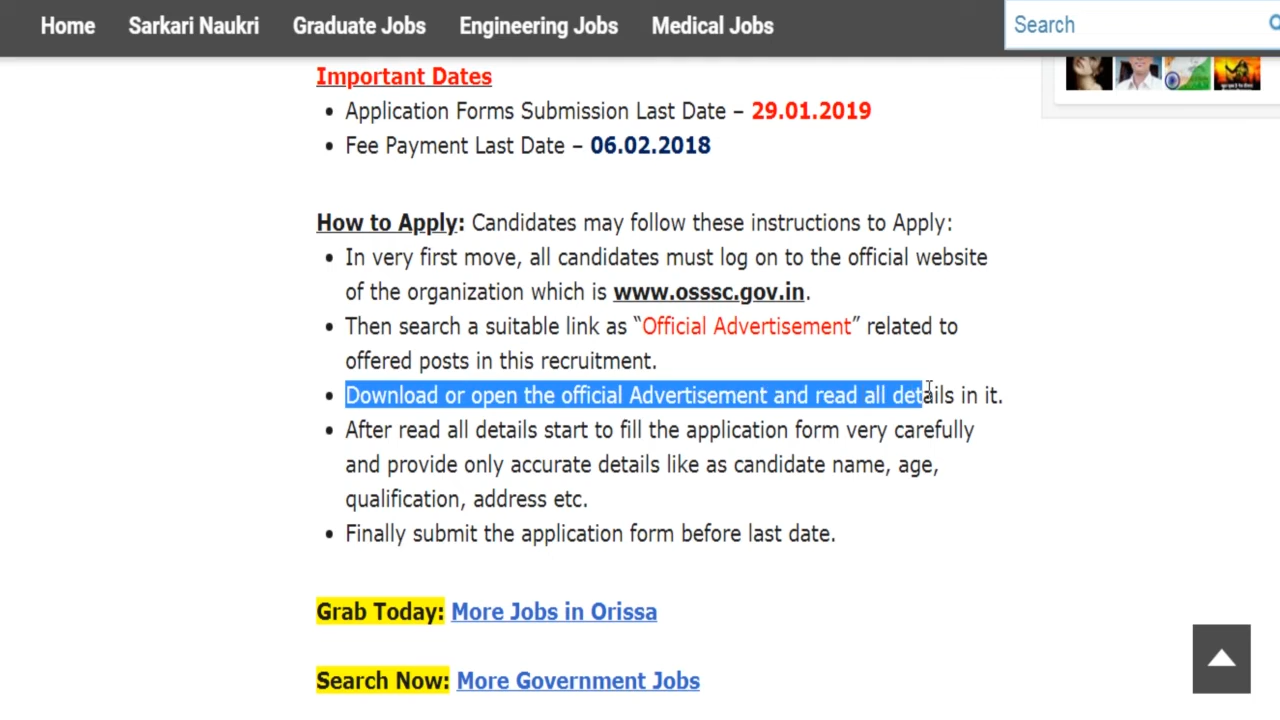 Home Sarkari Naukri Graduate Jobs Engineering Jobs Medical Jobs Search
Important Dates
• Application Forms Submission Last Date – 29.01.2019
• Fee Payment Last Date – 06.02.2018
How to Apply: Candidates may follow these instructions to Apply:
• In very first move, all candidates must log on to the official website
of the organization which is www.osssc.gov.in.
• Then search a suitable link as “Official Advertisement” related to
offered posts in this recruitment.
• Download or open the official Advertisement and read all details in it.
• After read all details start to fill the application form very carefully
and provide only accurate details like as candidate name, age,
qualification, address etc.
• Finally submit the application form before last date.
Grab Today: More Jobs in Orissa
Search Now: More Government Jobs